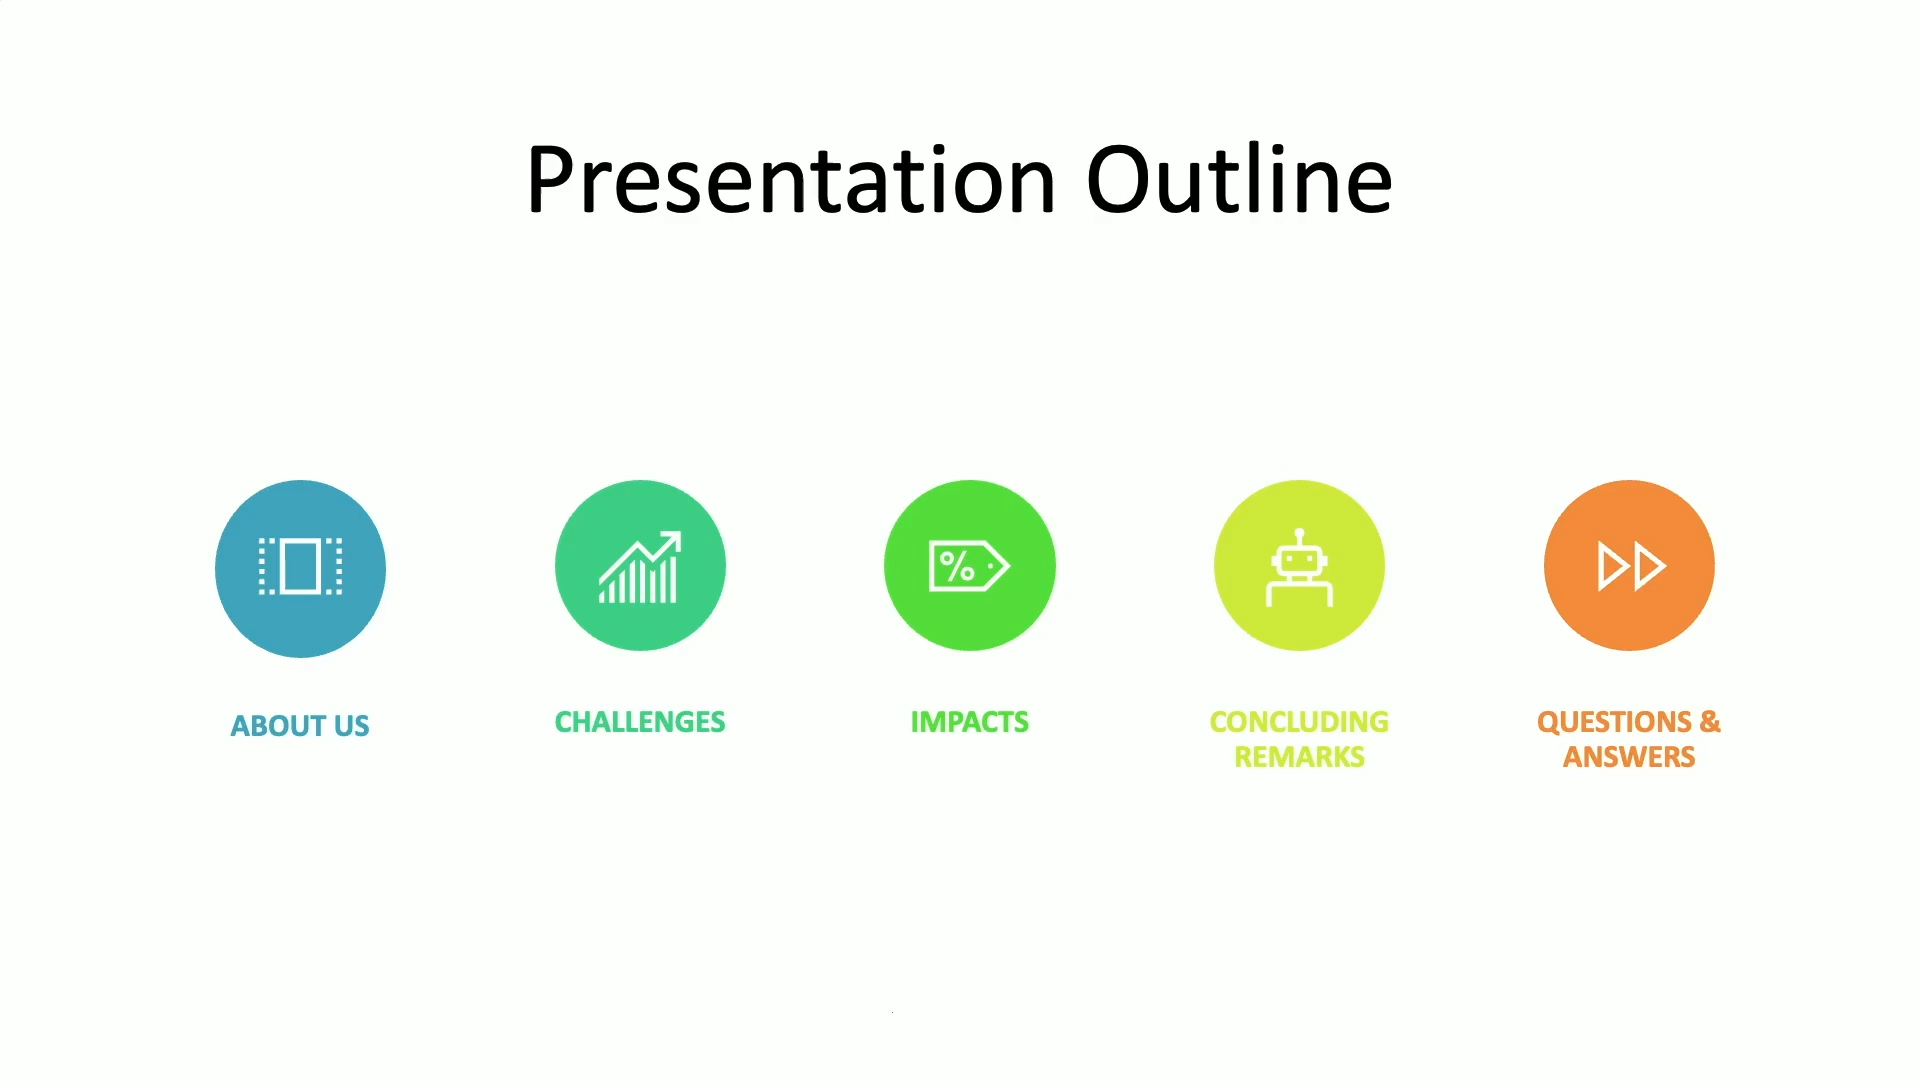 Presentation Outline
%
ABOUT US
CHALLENGES
IMPACTS
CONCLUDING
REMARKS
QUESTIONS &
ANSWERS